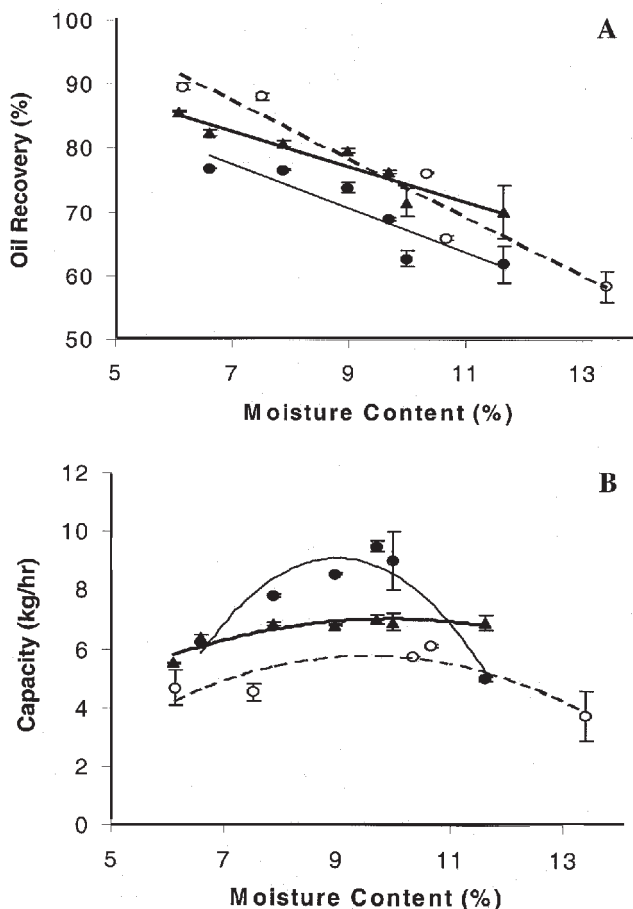 A
100
90
80
70
60
50
Oil Recovery (%)
5 7 9 11 13
Moisture Content (%)
B
12
10
8
6
4
2
0
Capacity (kg/hr)
5 7 9 11 13
Moisture Content (%)